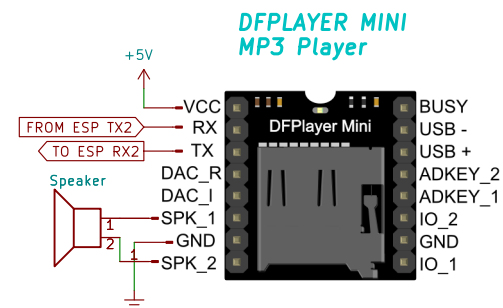 DFPLAYER MINI
MP3 Player
+5V
VCC
BUSY
FROM ESP TX2
RX
DFPlayer Mini
USB -
TO ESP RX2
TX
USB +
Speaker
DAC_R
ADKEY_2
DAC_I
ADKEY_1
1
SPK_1
IO_2
2
GND
GND
1
SPK_2
IO_1